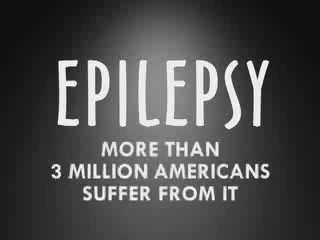 EPILEPSY
MORE THAN
3 MILLION AMERICANS
SUFFER FROM IT